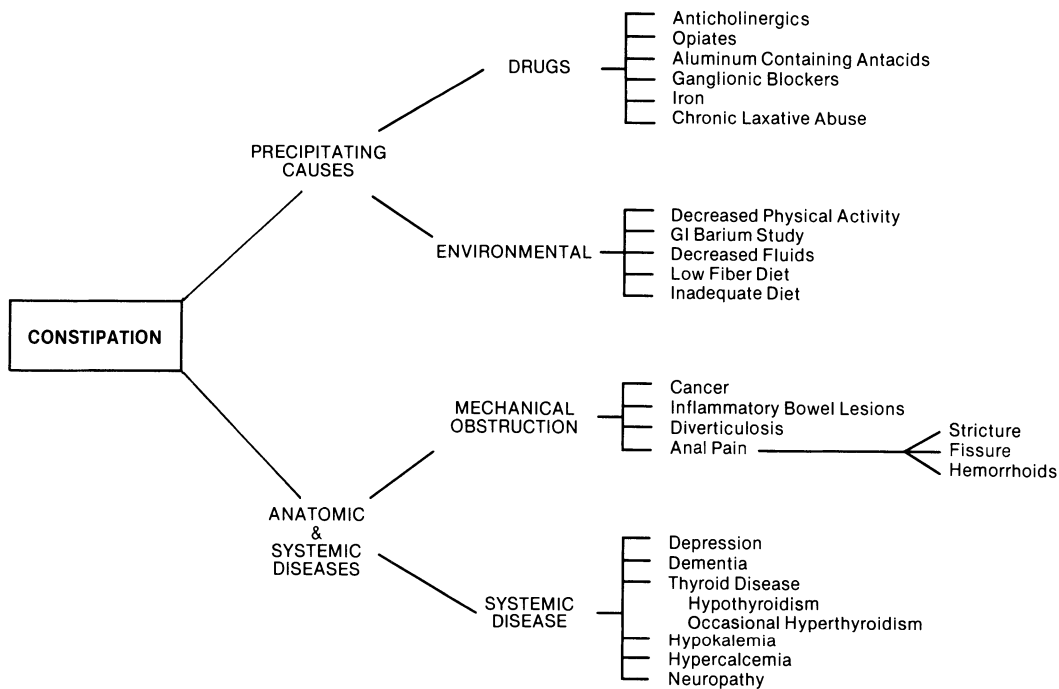 CONSTIPATION
PRECIPITATING
CAUSES
DRUGS
Anticholinergics
Opiates
Aluminum Containing Antacids
Ganglionic Blockers
Iron
Chronic Laxative Abuse
ENVIRONMENTAL
Decreased Physical Activity
GI Barium Study
Decreased Fluids
Low Fiber Diet
Inadequate Diet
ANATOMIC
&
SYSTEMIC
DISEASES
MECHANICAL
OBSTRUCTION
Cancer
Inflammatory Bowel Lesions
Diverticulosis
Anal Pain
Stricture
Fissure
Hemorrhoids
SYSTEMIC
DISEASE
Depression
Dementia
Thyroid Disease
Hypothyroidism
Occasional Hyperthyroidism
Hypokalemia
Hypercalcemia
Neuropathy